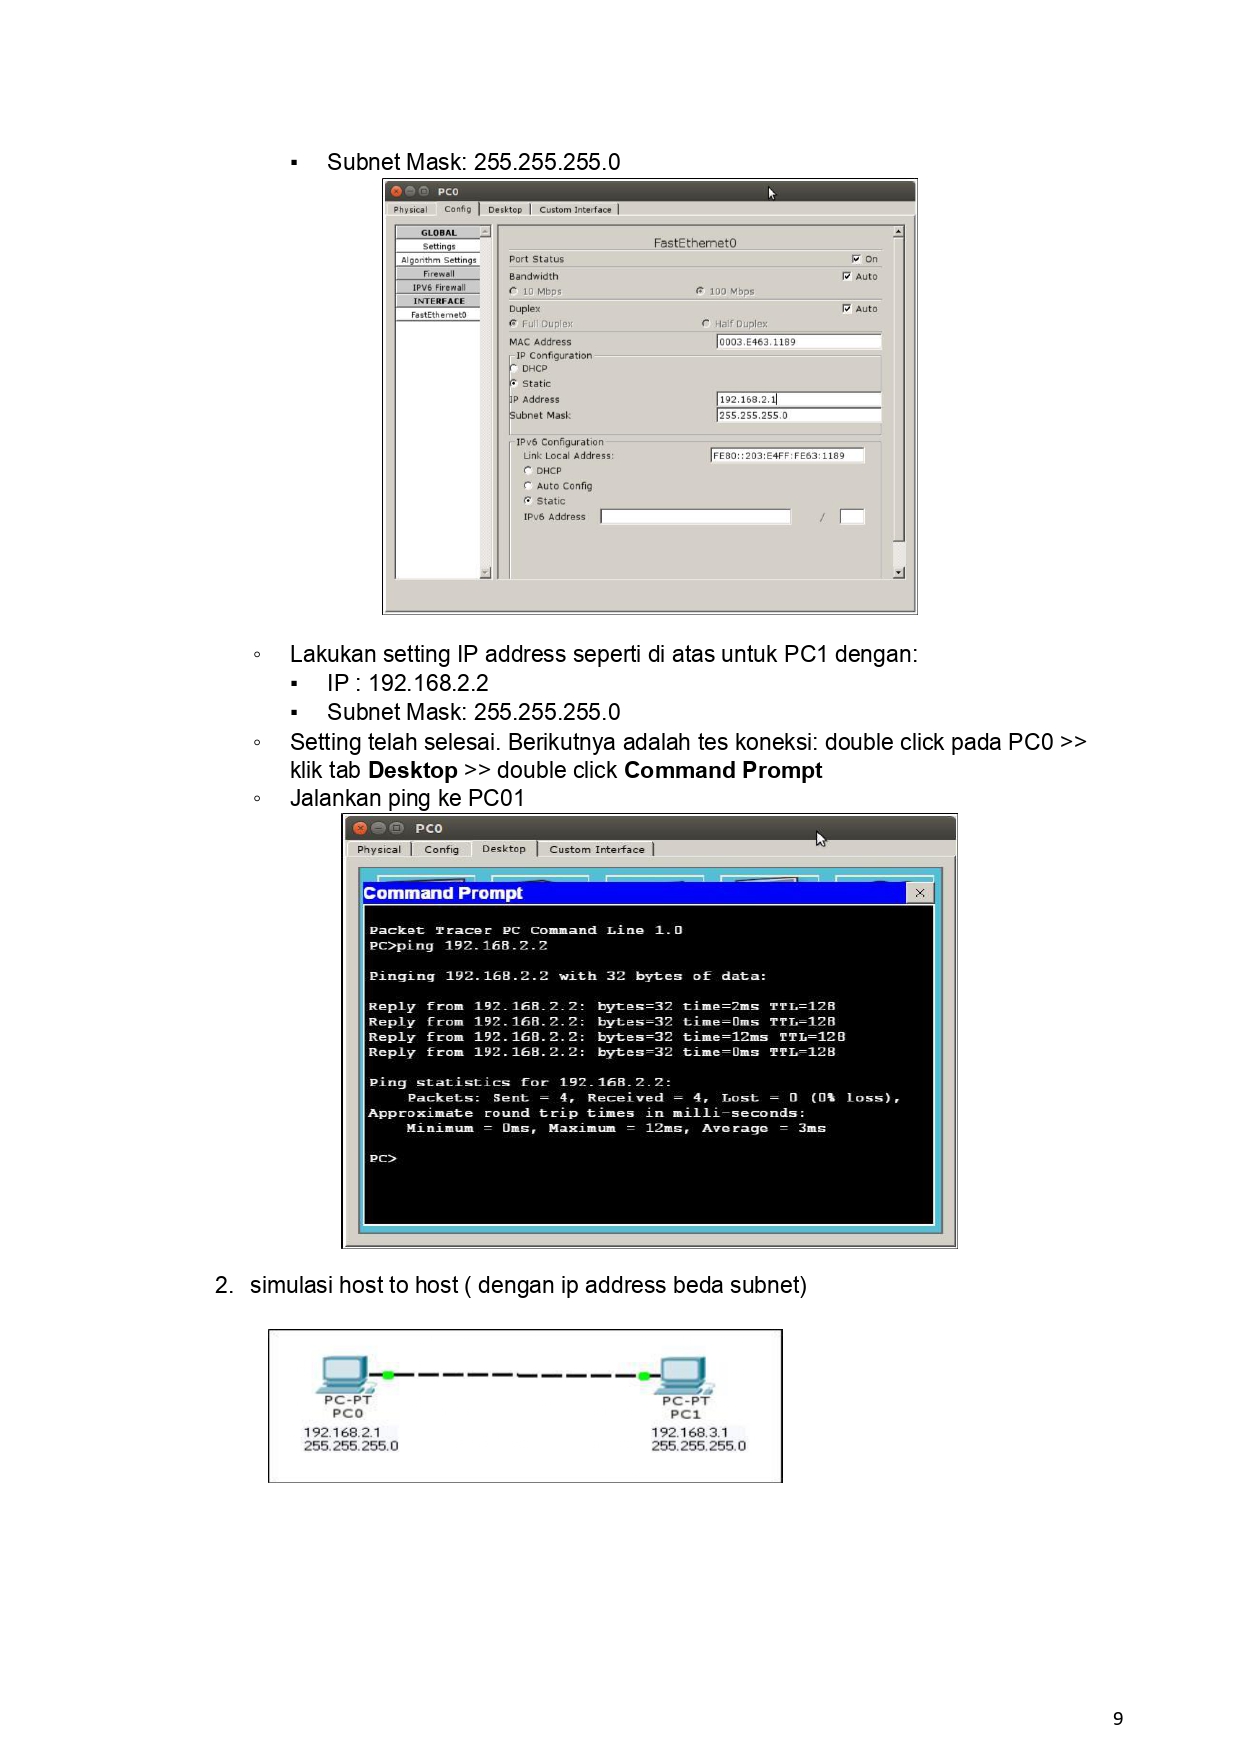 ▪ Subnet Mask: 255.255.255.0
PC0
Physical Config Desktop Custom Interface
GLOBAL
Settings
Algorithm Settings
Firewall
IPV6 Firewall
INTERFACE
FastEthernet0
FastEthernet0
Port Status On
Bandwidth Auto
10 Mbps 100 Mbps
Duplex Auto
Full Duplex Half Duplex
MAC Address 0003.E463.1189
IP Configuration
DHCP
Static
IP Address 192.168.2.1
Subnet Mask 255.255.255.0
IPv6 Configuration
Link Local Address: FE80::203:E4FF:FE63:1189
DHCP
Auto Config
Static
IPv6 Address /
◦ Lakukan setting IP address seperti di atas untuk PC1 dengan:
▪ IP : 192.168.2.2
▪ Subnet Mask: 255.255.255.0
◦ Setting telah selesai. Berikutnya adalah tes koneksi: double click pada PC0 >>
klik tab Desktop >> double click Command Prompt
◦ Jalankan ping ke PC01
PC0
Physical Config Desktop Custom Interface
Command Prompt X
Packet Tracer PC Command Line 1.0
PC>ping 192.168.2.2
Pinging 192.168.2.2 with 32 bytes of data:
Reply from 192.168.2.2: bytes=32 time=2ms TTL=128
Reply from 192.168.2.2: bytes=32 time=0ms TTL=128
Reply from 192.168.2.2: bytes=32 time=12ms TTL=128
Reply from 192.168.2.2: bytes=32 time=0ms TTL=128
Ping statistics for 192.168.2.2:
Packets: Sent = 4, Received = 4, Lost = 0 (0% loss),
Approximate round trip times in milli-seconds:
Minimum = 0ms, Maximum = 12ms, Average = 3ms
PC>
2. simulasi host to host ( dengan ip address beda subnet)
PC-PT PC-PT
PC0 PC1
192.168.2.1 192.168.3.1
255.255.255.0 255.255.255.0
9